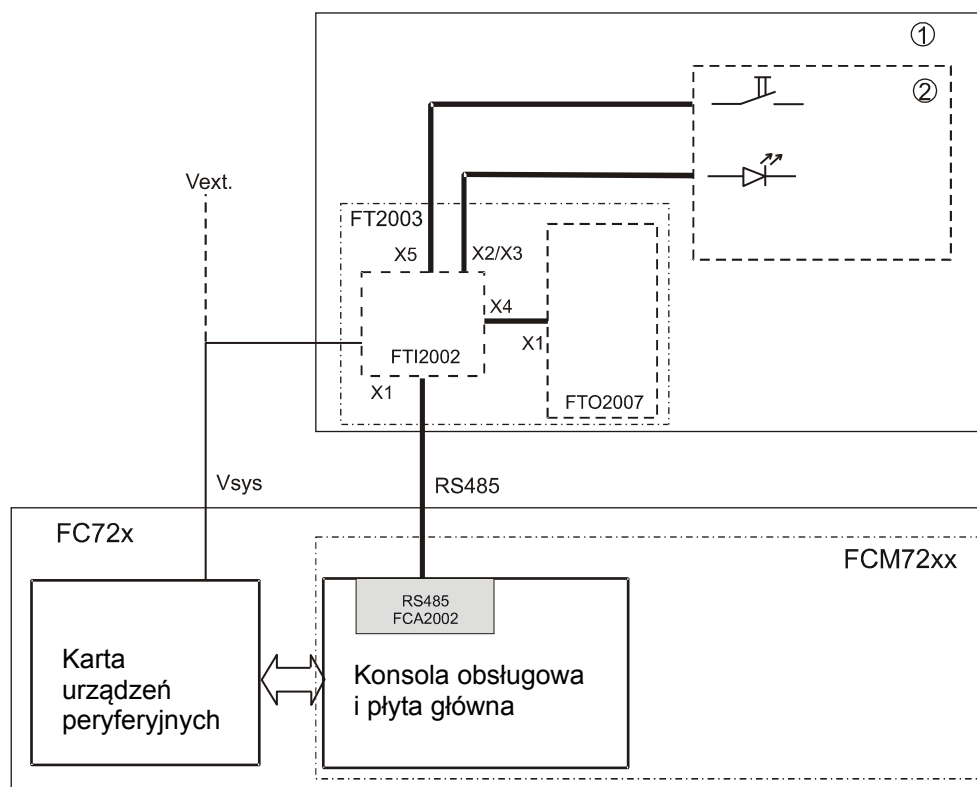 ①
②
Vext.
FT2003
X5
X2/X3
X4
X1
FTI2002
X1
FTO2007
Vsys
RS485
FC72x
FCM72xx
RS485
FCA2002
Karta
urządzeń
peryferyjnych
Konsola obsługowa
i płyta główna